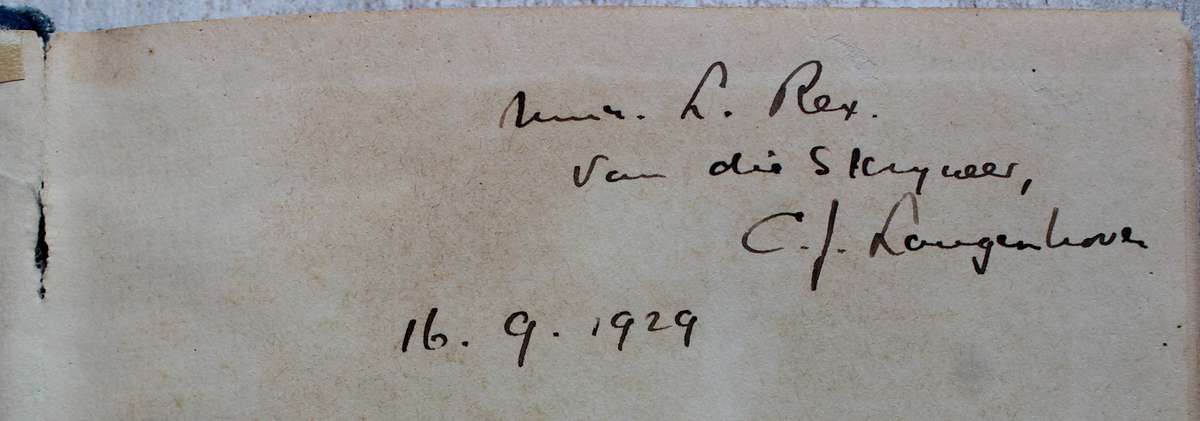 Mnr. L. Rex.
van die Skrywer,
C. J. Langenhoven
16. 9. 1929